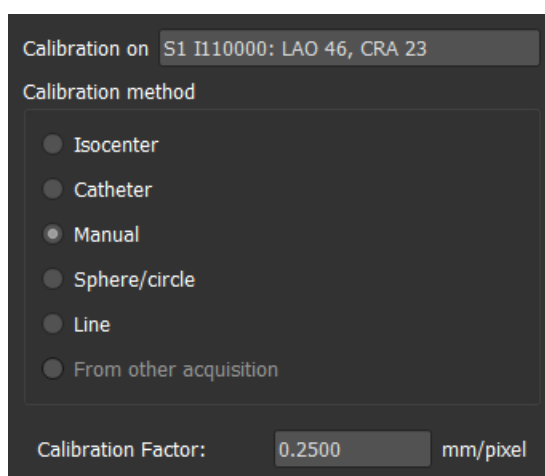 Calibration on S1 I110000: LAO 46, CRA 23
Calibration method
Isocenter
Catheter
Manual
Sphere/circle
Line
From other acquisition
Calibration Factor: 0.2500 mm/pixel